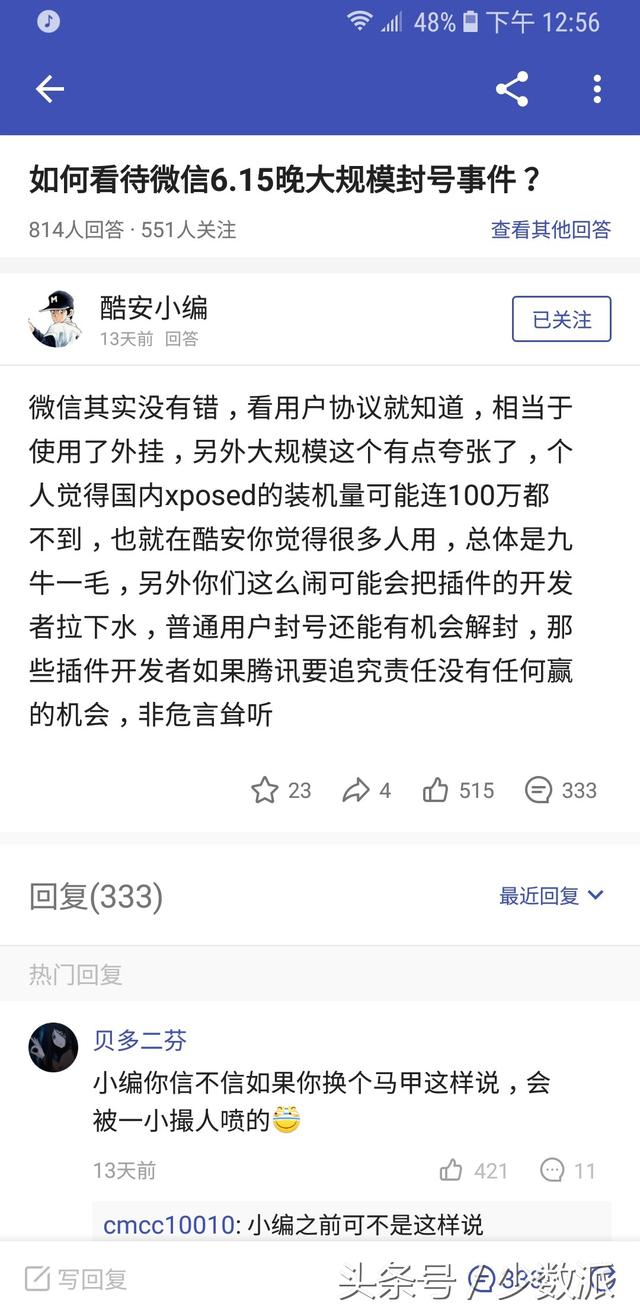 48% 下午 12:56
如何看待微信6.15晚大规模封号事件？
814人回答 · 551人关注
查看其他回答
酷安小编
13天前 回答
已关注
微信其实没有错，看用户协议就知道，相当于
使用了外挂，另外大规模这个有点夸张了，个
人觉得国内xposed的装机量可能连100万都
不到，也就在酷安你觉得很多人用，总体是九
牛一毛，另外你们这么闹可能会把插件的开发
者拉下水，普通用户封号还能有机会解封，那
些插件开发者如果腾讯要追究责任没有任何赢
的机会，非危言耸听
23 4 515 333
回复(333)
最近回复
热门回复
贝多二芬
小编你信不信如果你换个马甲这样说，会
被一小撮人喷的
13天前
421 11
cmcc10010: 小编之前可不是这样说
写回复
头条号 / 少数派